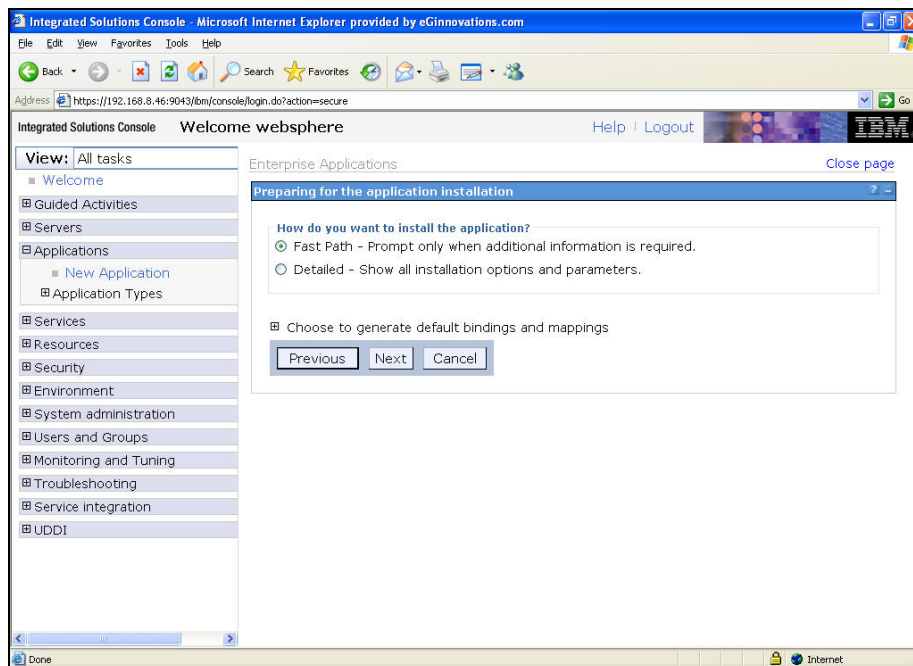 Integrated Solutions Console - Microsoft Internet Explorer provided by eGinnovations.com
File Edit View Favorites Tools Help
Back Search Favorites
Address https://192.168.8.46:9043/ibm/console/login.do?action=secure Go
Integrated Solutions Console Welcome websphere Help Logout IBM
View: All tasks
Welcome
Guided Activities
Servers
Applications
New Application
Application Types
Services
Resources
Security
Environment
System administration
Users and Groups
Monitoring and Tuning
Troubleshooting
Service integration
UDDI
Enterprise Applications Close page
Preparing for the application installation ? -
How do you want to install the application?
Fast Path - Prompt only when additional information is required.
Detailed - Show all installation options and parameters.
Choose to generate default bindings and mappings
Previous Next Cancel
Done Internet